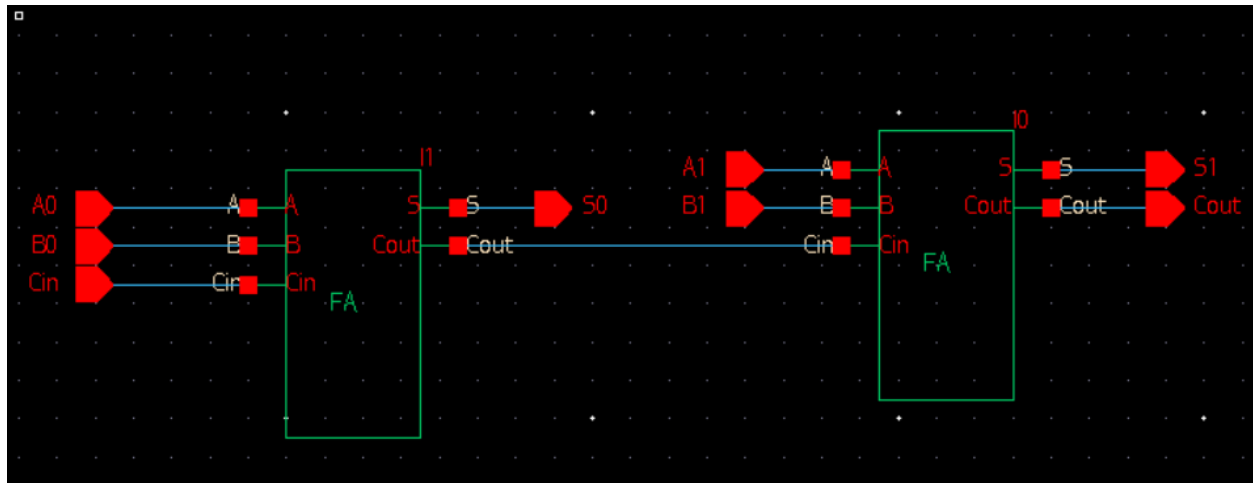 I0
I1
A1 A A S S S1
A0 A A S S S0
B1 B B Cout Cout Cout
B0 B B Cout Cout Cin Cin
FA
Cin Cin Cin
FA